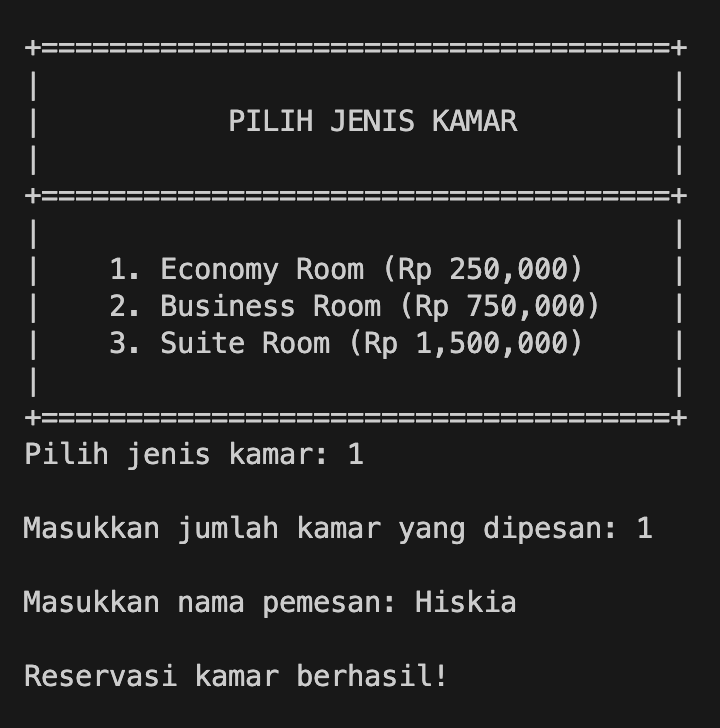 +=====================================+
|                                     |
|           PILIH JENIS KAMAR         |
|                                     |
+=====================================+
|                                     |
|    1. Economy Room (Rp 250,000)     |
|    2. Business Room (Rp 750,000)    |
|    3. Suite Room (Rp 1,500,000)     |
|                                     |
+=====================================+
Pilih jenis kamar: 1
Masukkan jumlah kamar yang dipesan: 1
Masukkan nama pemesan: Hiskia
Reservasi kamar berhasil!